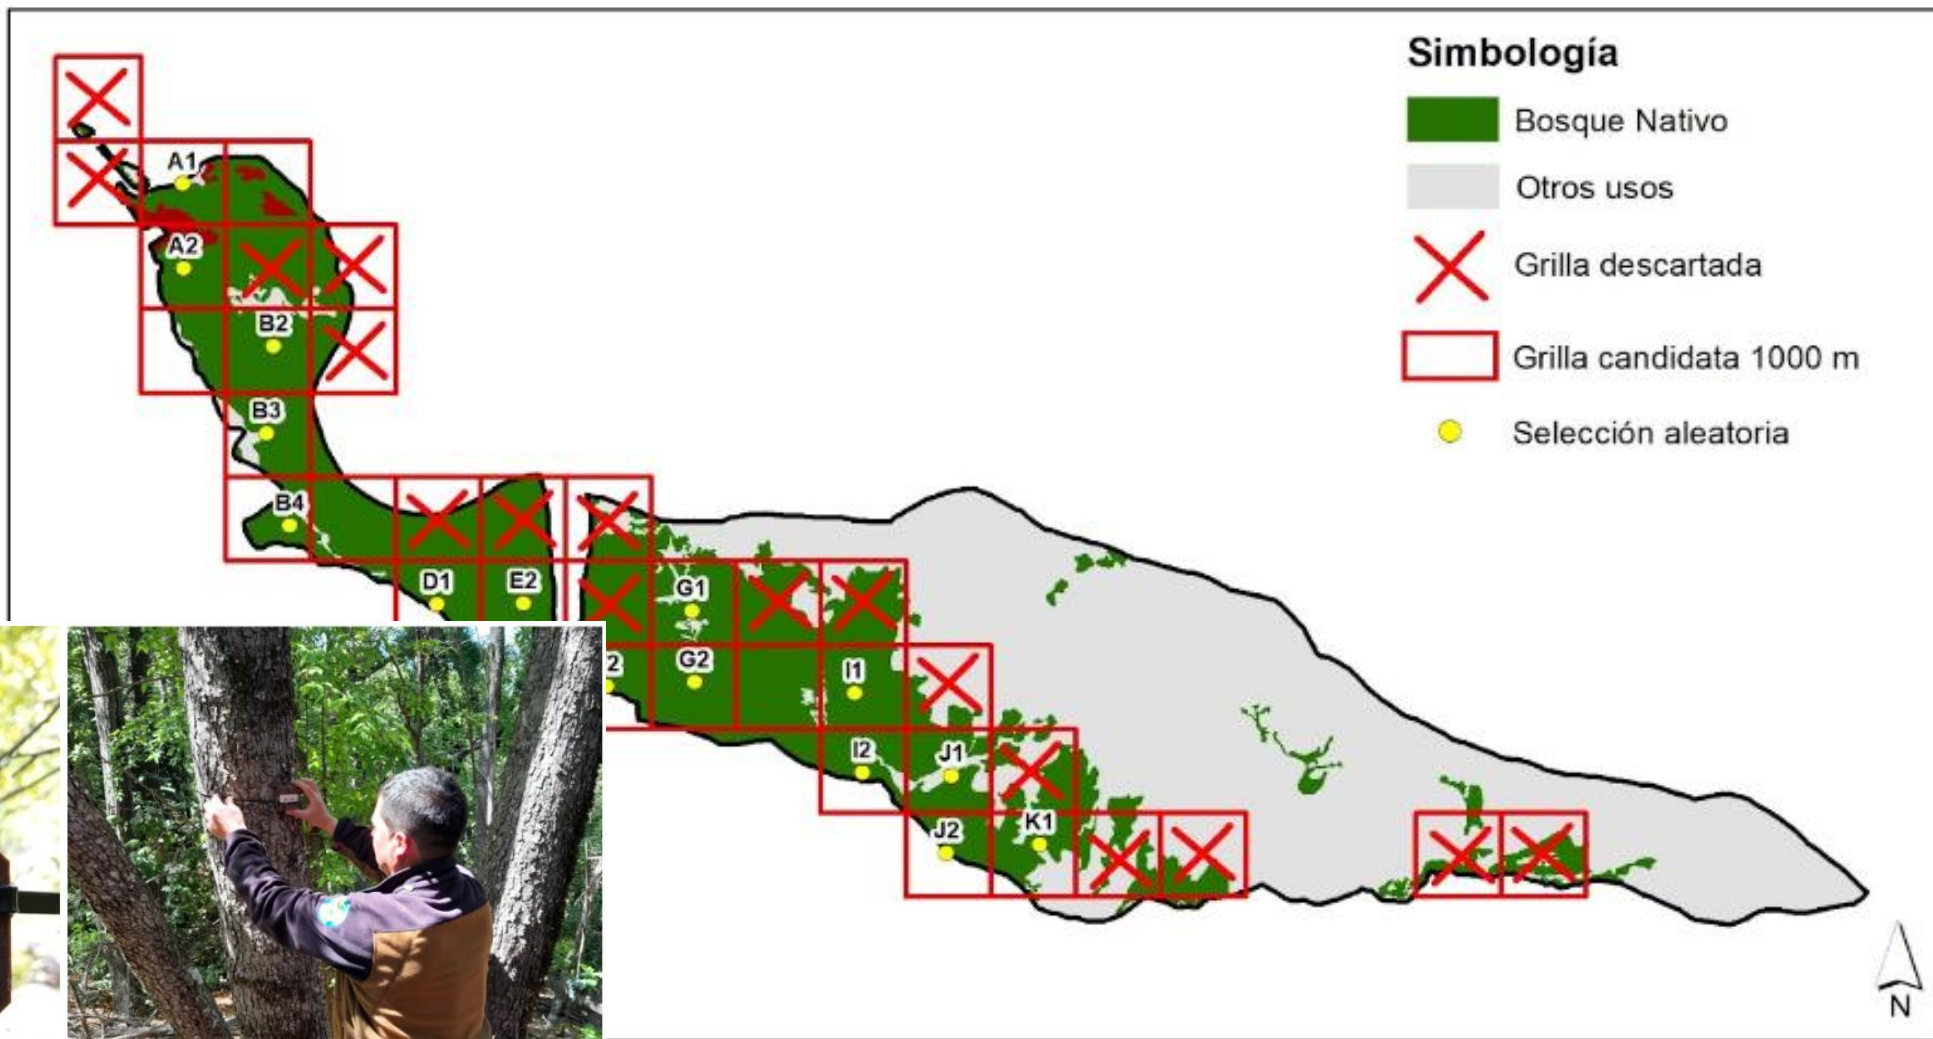 Simbología
Bosque Nativo
Otros usos
Grilla descartada
Grilla candidata 1000 m
Selección aleatoria
A1
A2
B2
B3
B4
D1
E2
G1
2
G2
I1
I2
J1
J2
K1
N